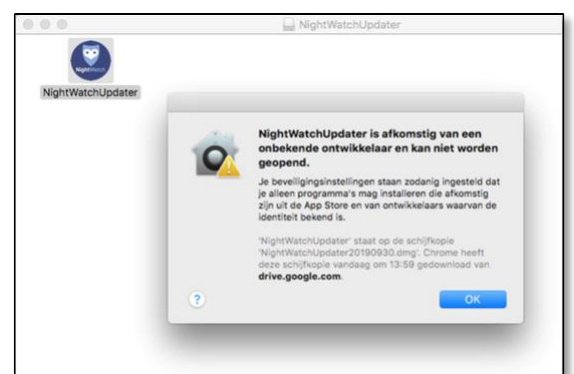 NightWatchUpdater
NightWatch
NightWatchUpdater
NightWatchUpdater is afkomstig van een
onbekende ontwikkelaar en kan niet worden
geopend.
Je beveiligingsinstellingen staan zodanig ingesteld dat
je alleen programma's mag installeren die afkomstig
zijn uit de App Store en van ontwikkelaars waarvan de
identiteit bekend is.
'NightWatchUpdater' staat op de schijfkopie
'NightWatchUpdater20190930.dmg'. Chrome heeft
deze schijfkopie vandaag om 13:59 gedownload van
drive.google.com.
?
OK